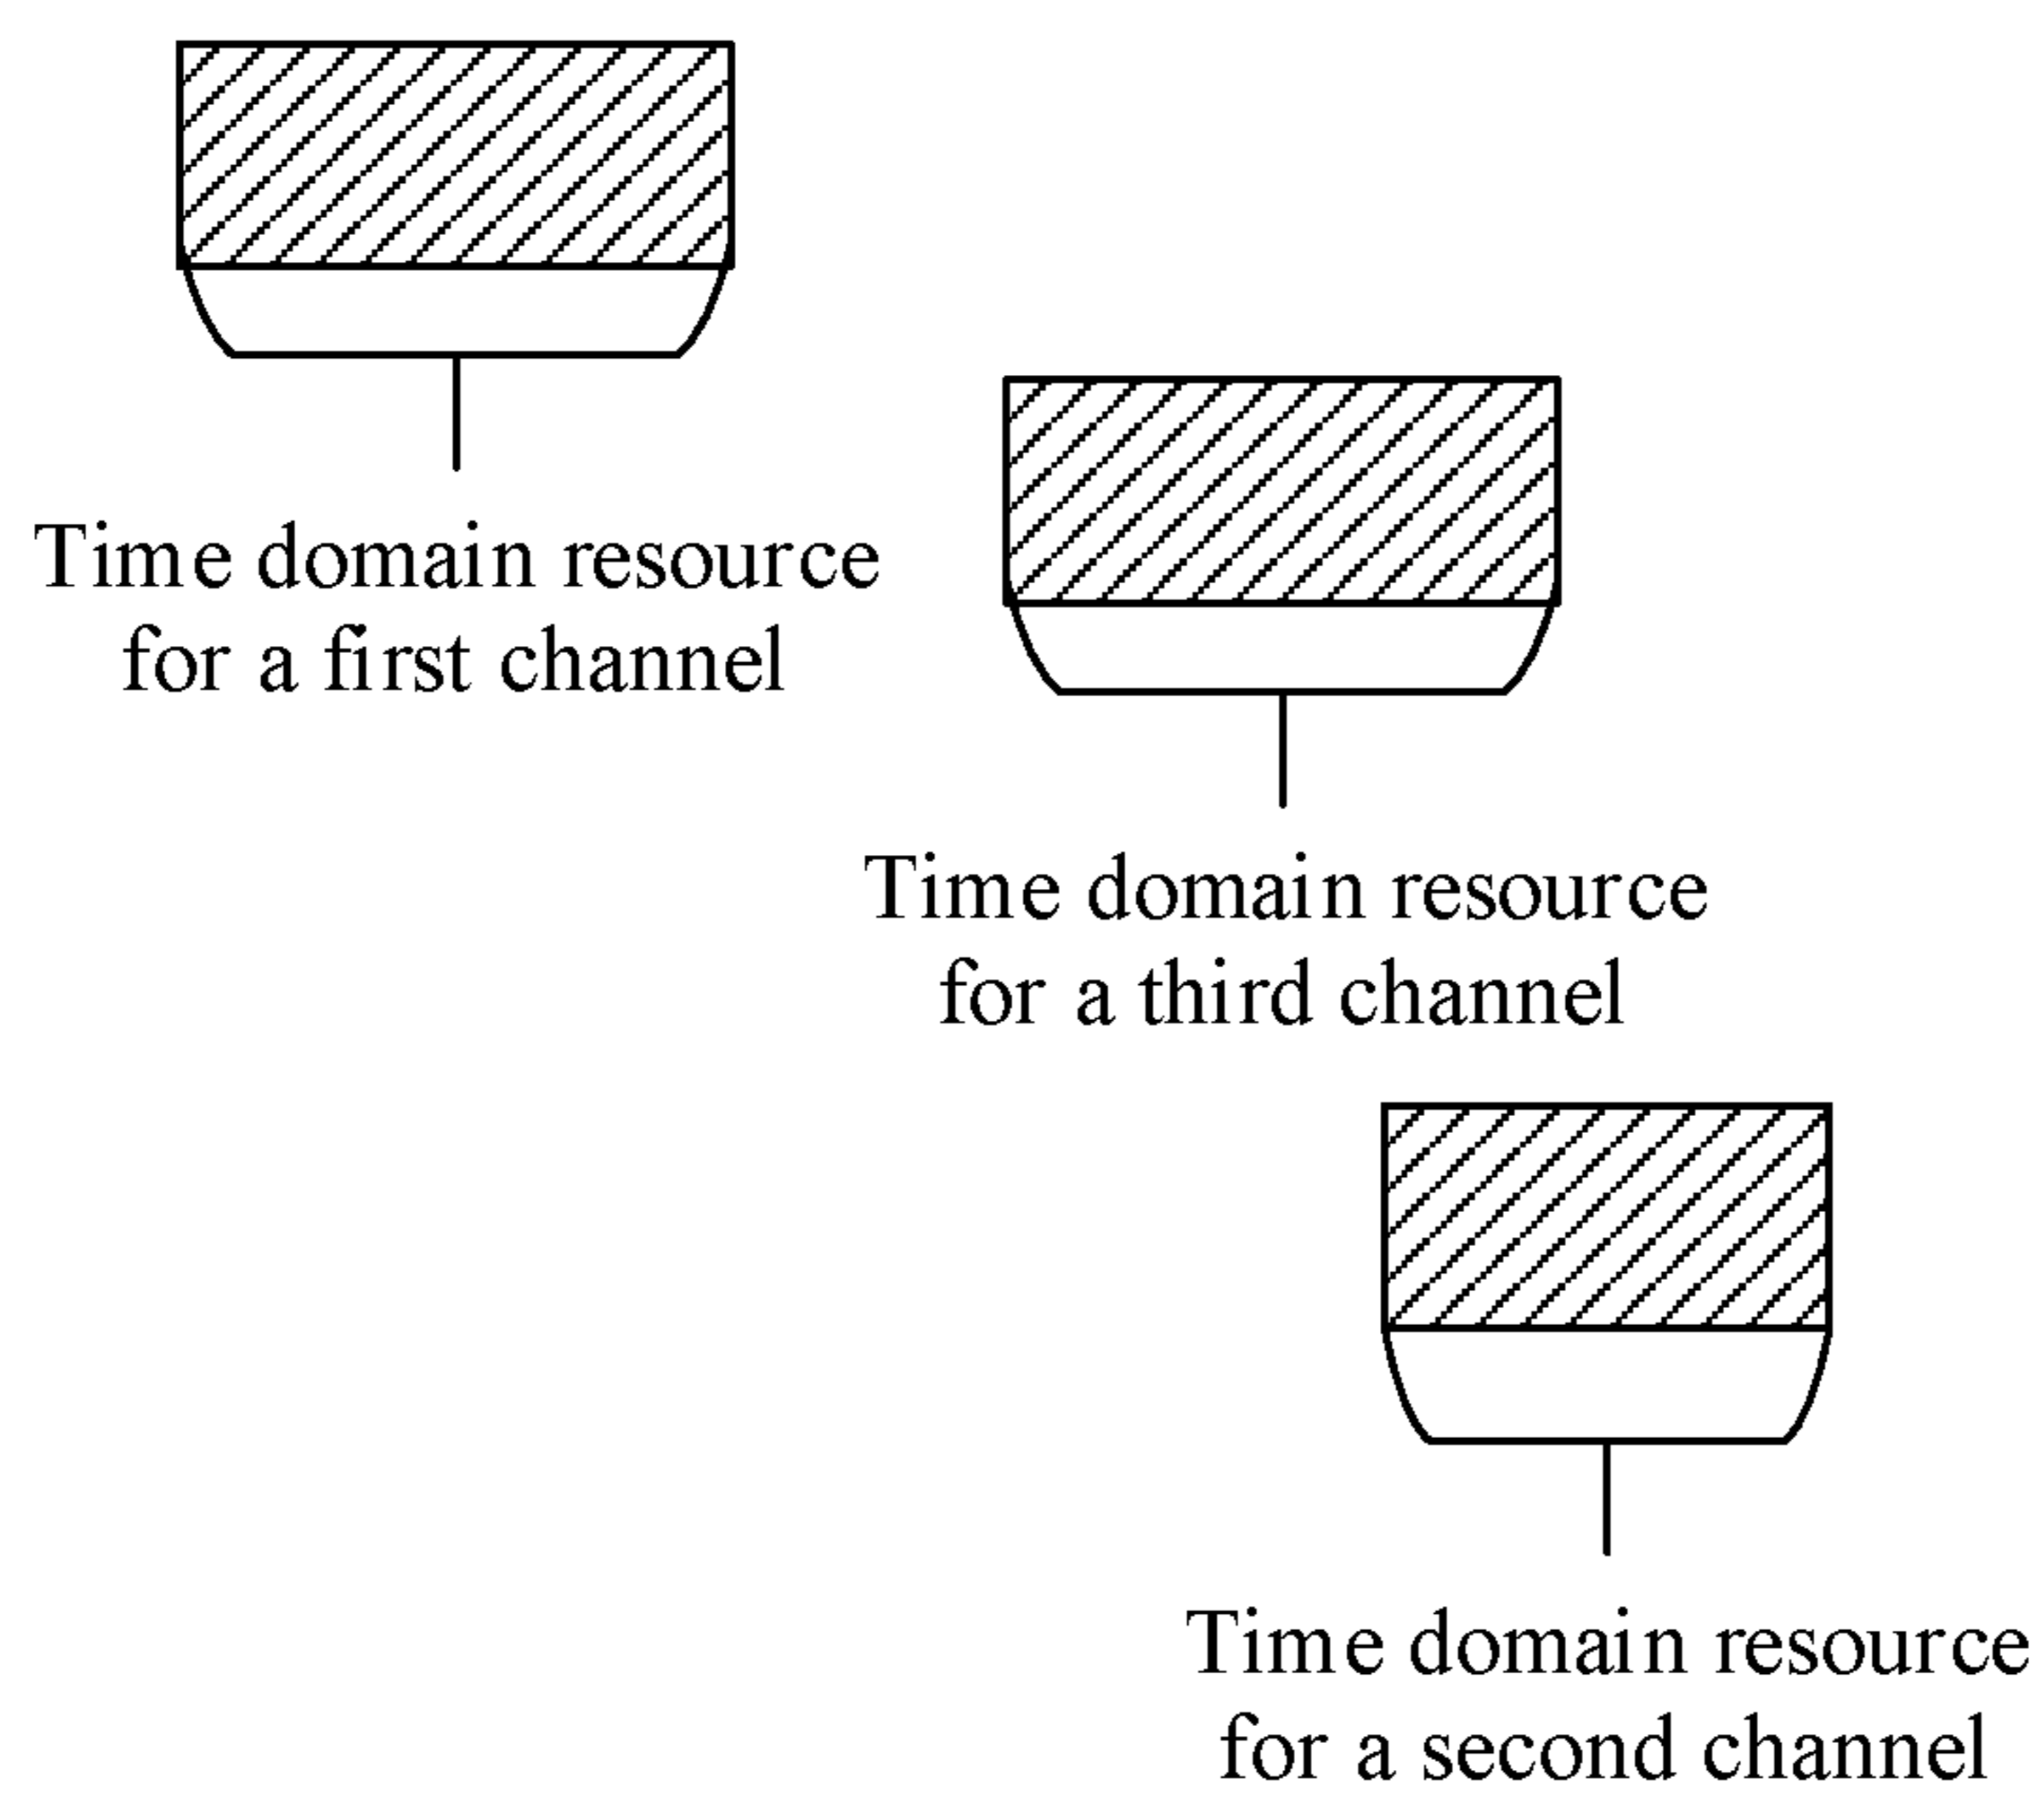 Time domain resource
for a first channel
Time domain resource
for a third channel
Time domain resource
for a second channel